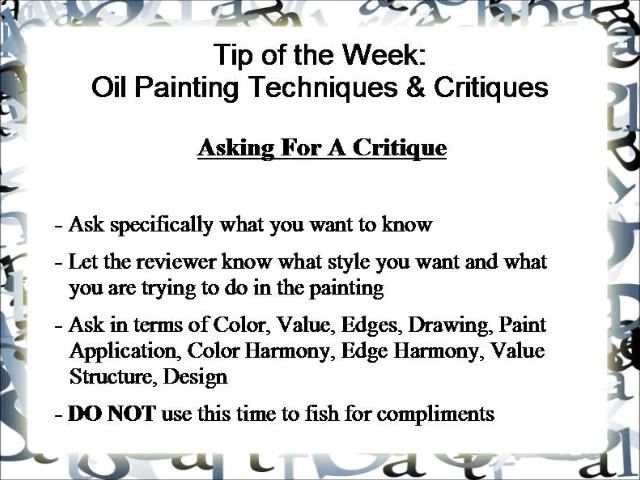 Tip of the Week:
Oil Painting Techniques & Critiques
Asking For A Critique
- Ask specifically what you want to know
- Let the reviewer know what style you want and what
you are trying to do in the painting
- Ask in terms of Color, Value, Edges, Drawing, Paint
Application, Color Harmony, Edge Harmony, Value
Structure, Design
- DO NOT use this time to fish for compliments